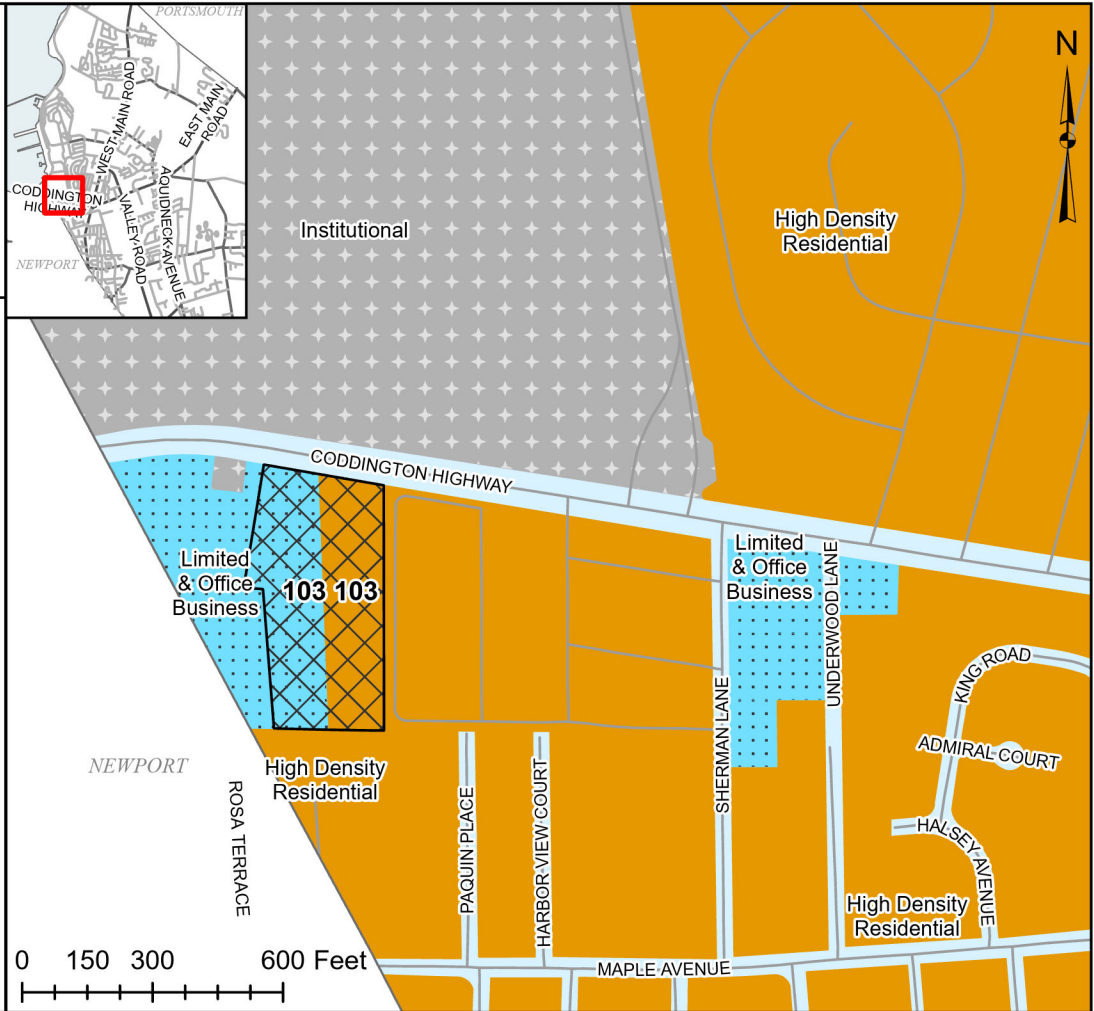 PORTSMOUTH
WEST MAIN ROAD
EAST MAIN
ROAD
CODDINGTON
HIGHWAY
VALLEY ROAD
AQUIDNECK AVENUE
NEWPORT
N
Institutional
High Density
Residential
CODDINGTON HIGHWAY
Limited
& Office
Business
103 103
Limited
& Office
Business
UNDERWOOD LANE
SHERMAN LANE
KING ROAD
ADMIRAL COURT
HALSEY AVENUE
NEWPORT
High Density
Residential
ROSA TERRACE
PAQUIN PLACE
HARBOR VIEW COURT
High Density
Residential
MAPLE AVENUE
0 150 300 600 Feet